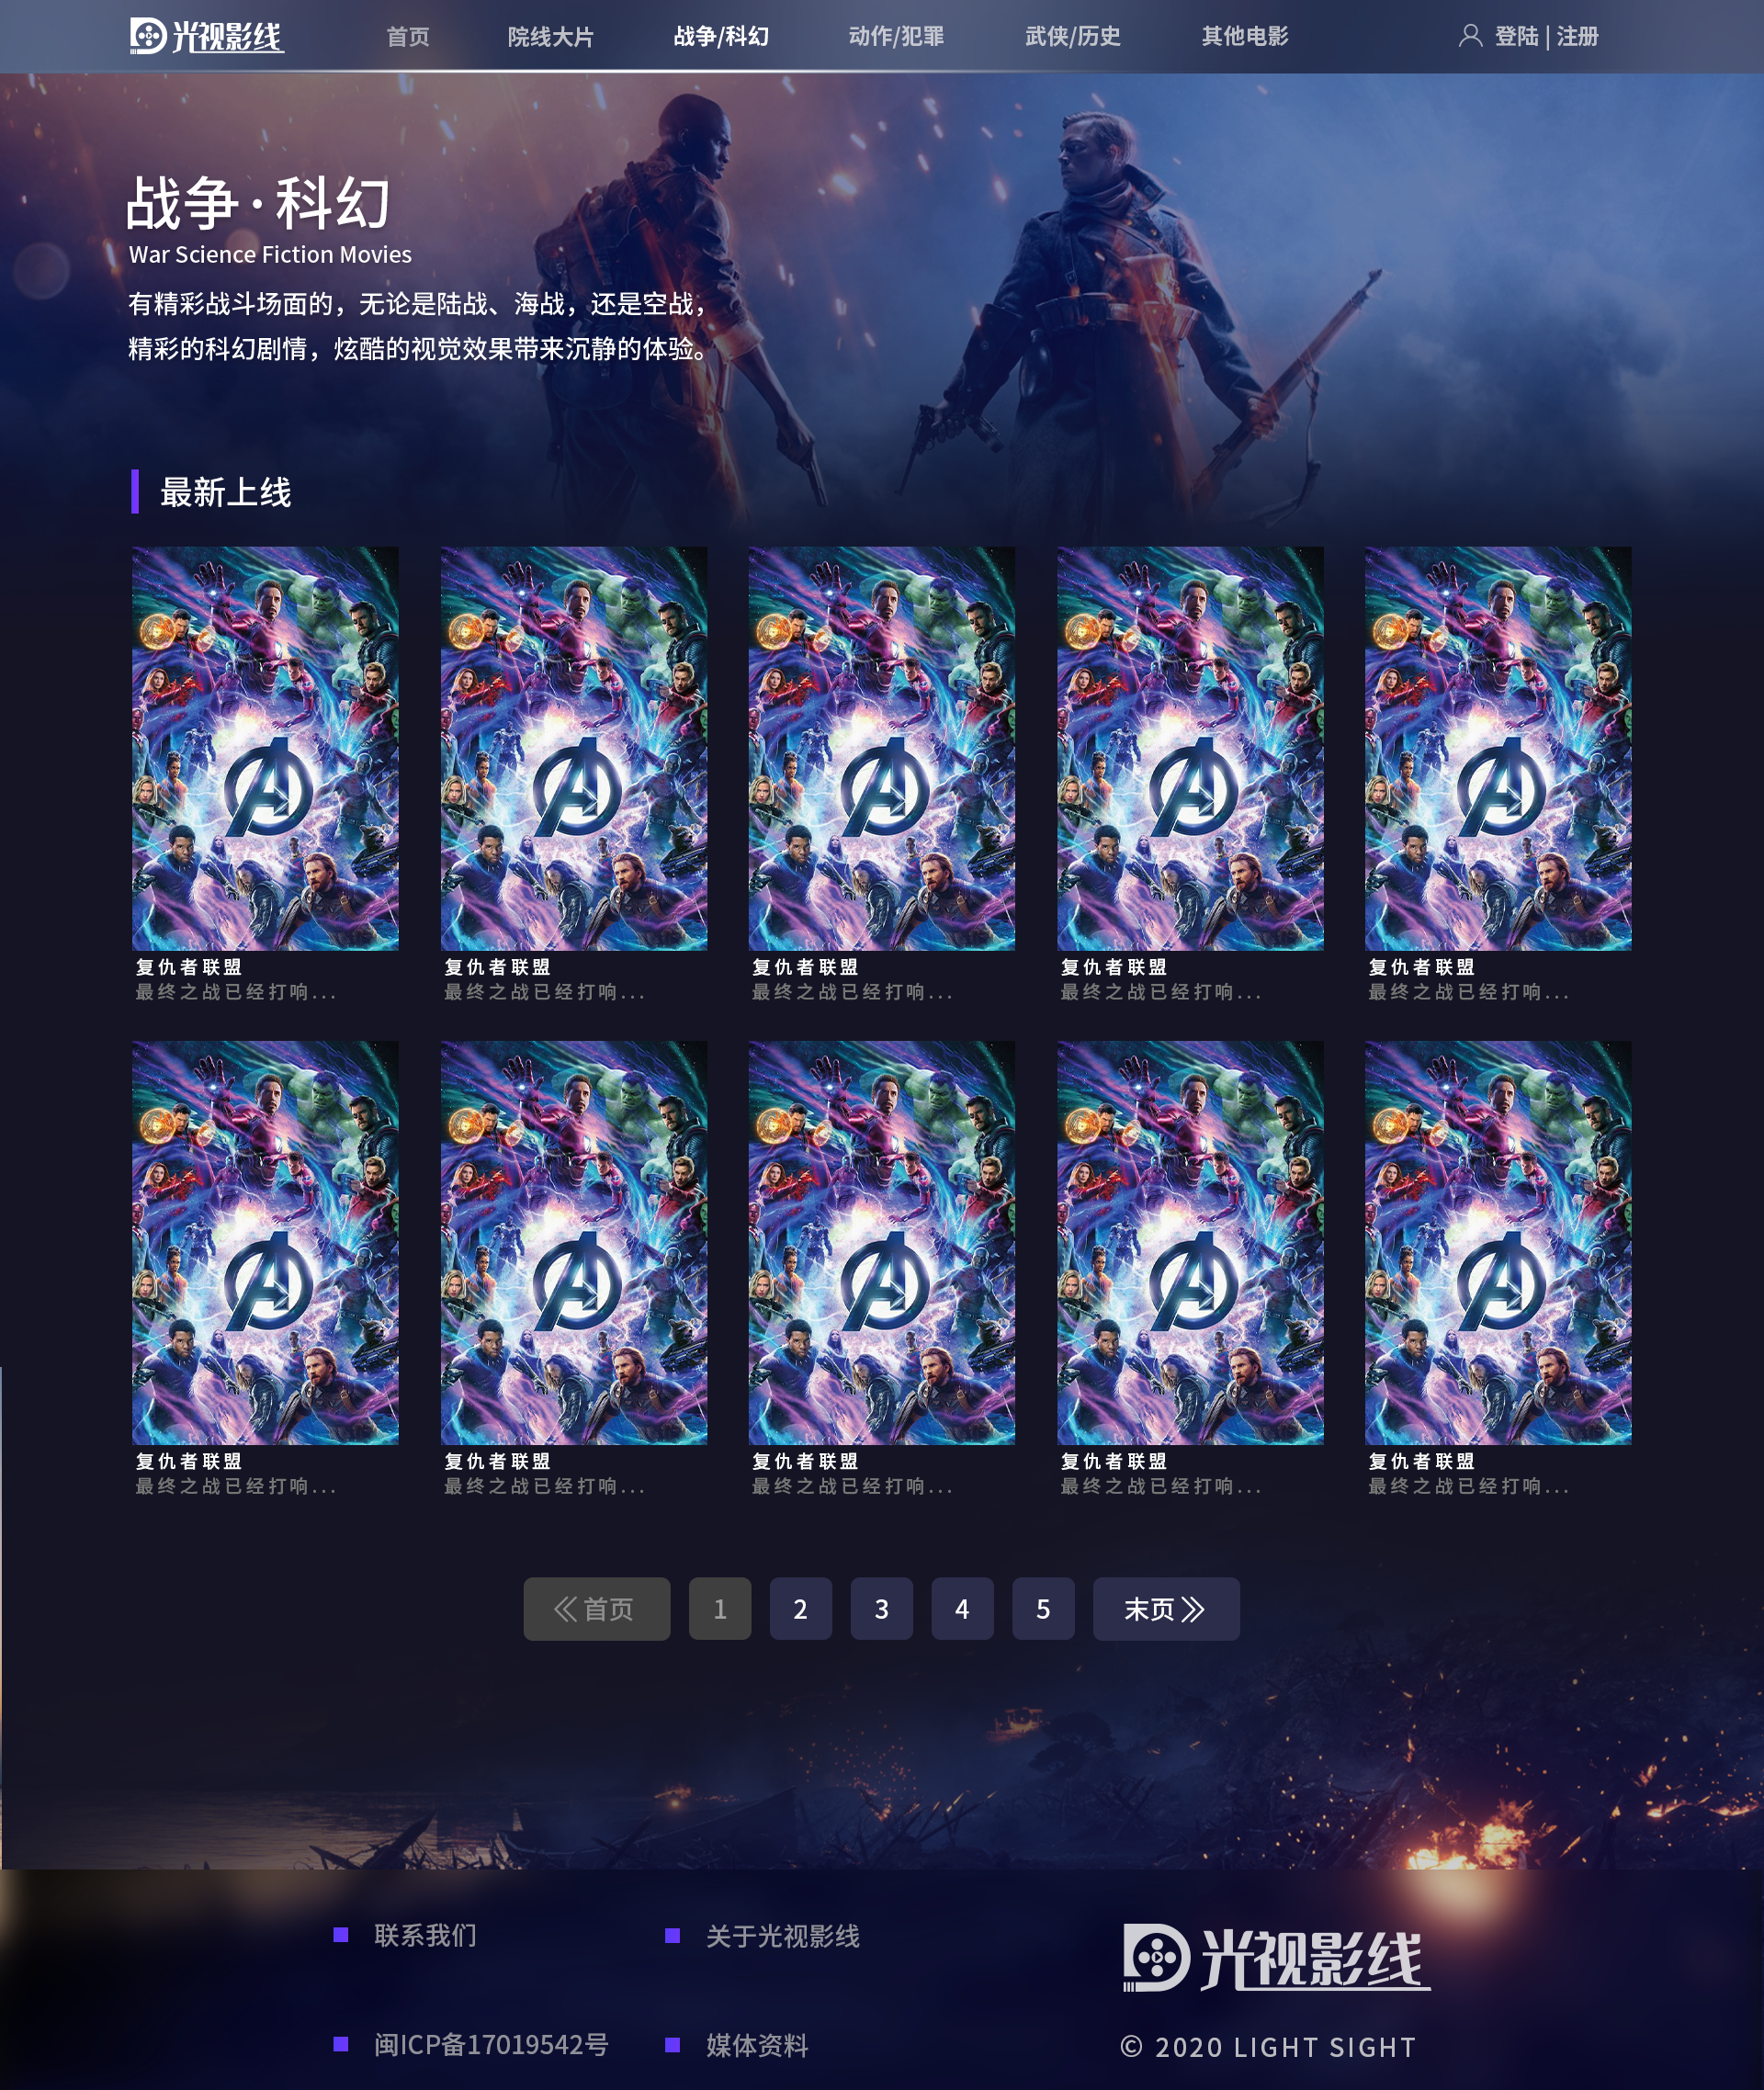 光视影线
首页 院线大片 战争/科幻 动作/犯罪 武侠/历史 其他电影 登陆 | 注册
战争·科幻
War Science Fiction Movies
有精彩战斗场面的，无论是陆战、海战，还是空战，
精彩的科幻剧情，炫酷的视觉效果带来沉静的体验。
最新上线
复仇者联盟 复仇者联盟 复仇者联盟 复仇者联盟 复仇者联盟
最终之战已经打响... 最终之战已经打响... 最终之战已经打响... 最终之战已经打响... 最终之战已经打响...
复仇者联盟 复仇者联盟 复仇者联盟 复仇者联盟 复仇者联盟
最终之战已经打响... 最终之战已经打响... 最终之战已经打响... 最终之战已经打响... 最终之战已经打响...
首页 1 2 3 4 5 末页
联系我们 关于光视影线
光视影线
闽ICP备17019542号 媒体资料
© 2020 LIGHT SIGHT